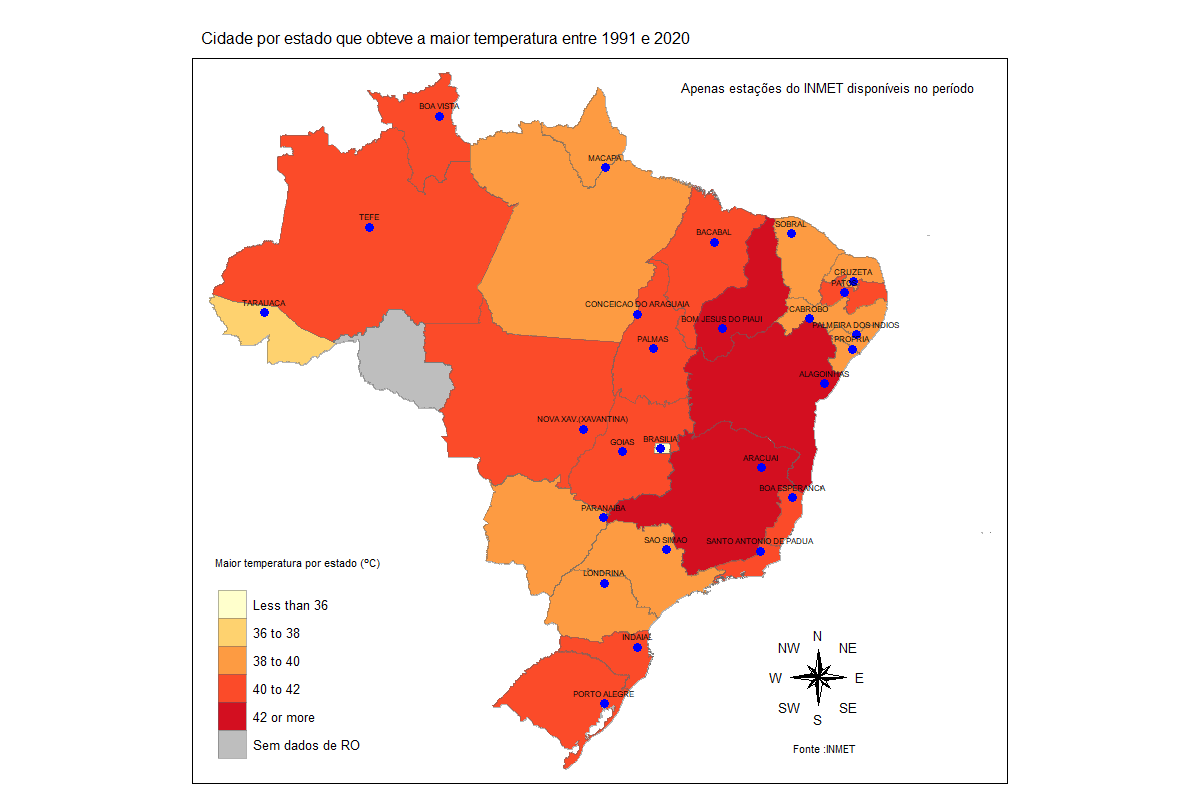 Cidade por estado que obteve a maior temperatura entre 1991 e 2020
Apenas estações do INMET disponíveis no período
BOA VISTA
MACAPA
TEFE
SOBRAL
BACABAL
CRUZETA
PATOS
TARAUACA
CONCEICAO DO ARAGUAIA
CABROBO
BOM JESUS DO PIAUI
PALMEIRA DOS INDIOS
PALMAS
PROPRIA
ALAGOINHAS
NOVA XAV.(XAVANTINA)
GOIAS
BRASILIA
ARACUAI
BOA ESPERANCA
PARANAIBA
SAO SIMAO
SANTO ANTONIO DE PADUA
LONDRINA
INDAIAL
PORTO ALEGRE
Maior temperatura por estado (ºC)
Less than 36
36 to 38
38 to 40
40 to 42
42 or more
Sem dados de RO
N
NW
NE
W
E
SW
SE
S
Fonte :INMET